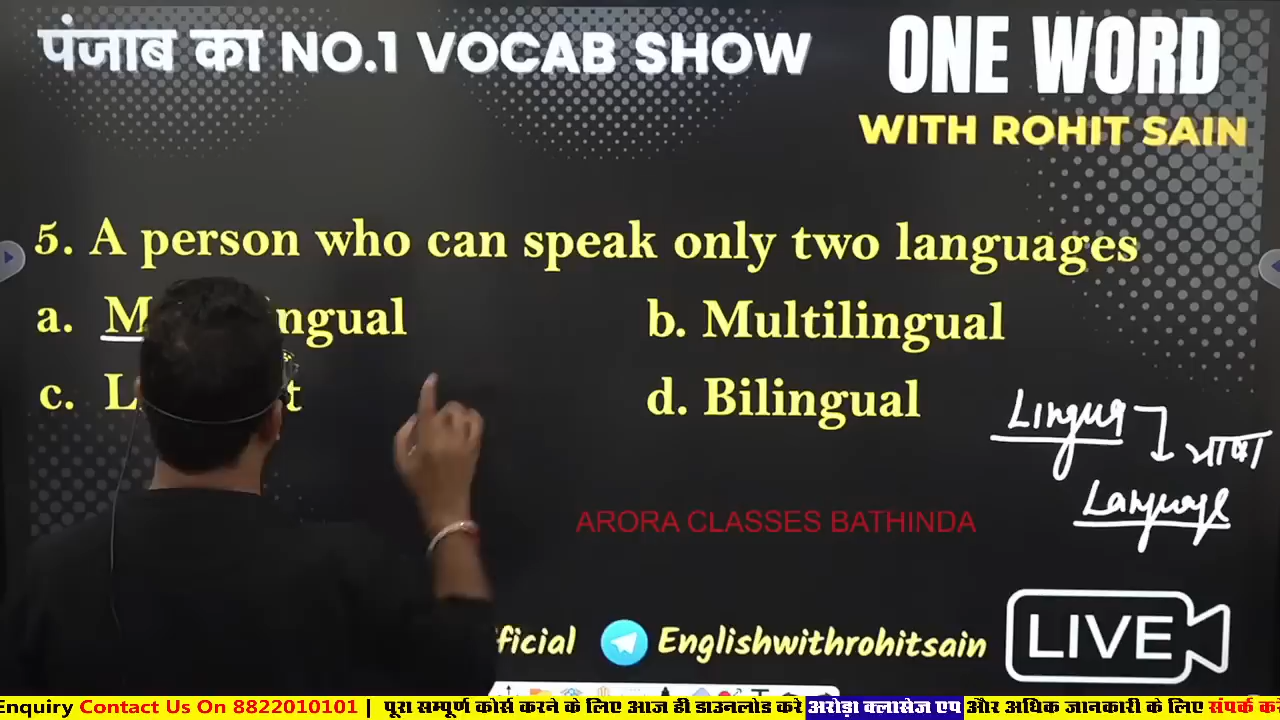 पंजाब का NO.1 VOCAB SHOW
ONE WORD
WITH ROHIT SAIN
5. A person who can speak only two languages
a. M ngual
b. Multilingual
c. L t
d. Bilingual
Lingua
भाषा
Language
ARORA CLASSES BATHINDA
ficial
Englishwithrohitsain
LIVE
Enquiry Contact Us On 8822010101 | पूरा सम्पूर्ण कोर्स करने के लिए आज ही डाउनलोड करे अरोड़ा क्लासेज एप और अधिक जानकारी के लिए संपर्क क